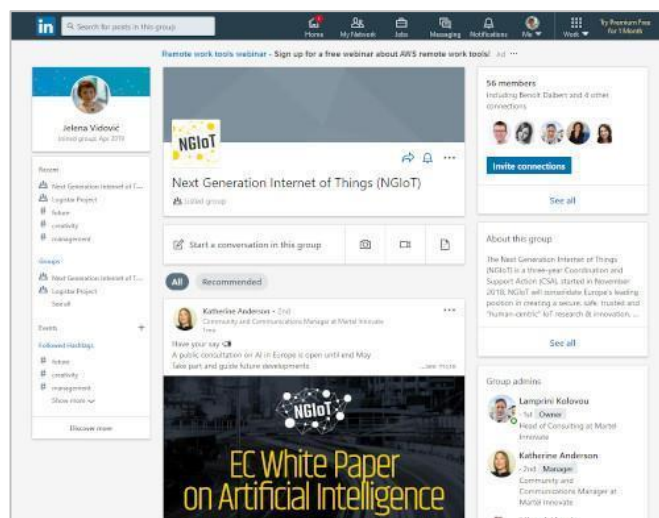 in
Search for posts in this group
Home
My Network
Jobs
Messaging
Notifications
Me
Work
Try Premium Free
for 1 Month
Remote work tools webinar - Sign up for a free webinar about AWS remote work tools! Ad ...
Jelena Vidović
Joined group: Apr 2019
Recent
Next Generation Internet of T...
Logistar Project
# future
# creativity
# management
Groups
Next Generation Internet of T...
Logistar Project
See all
Events +
Followed Hashtags
# future
# creativity
# management
Show more
Discover more
NGIoT
Next Generation Internet of Things (NGIoT)
Listed group
Start a conversation in this group
All
Recommended
Katherine Anderson • 2nd
Community and Communications Manager at Martel Innovate
1mo
Have your say
A public consultation on AI in Europe is open until end May
Take part and guide future developments
...see more
NGIoT
EC White Paper
on Artificial Intelligence
56 members
Including Benoit Dalbert and 4 other
connections
Invite connections
See all
About this group
The Next Generation Internet of Things
(NGIoT) is a three-year Coordination and
Support Action (CSA), started in November
2018. NGIoT will consolidate Europe's leading
position in creating a secure, safe, trusted and
"human-centric" IoT research & innovation, ...
See all
Group admins
Lamprini Kolovou
• 1st Owner
Head of Consulting at Martel
Innovate
Katherine Anderson
• 2nd Manager
Community and
Communications Manager at
Martel Innovate